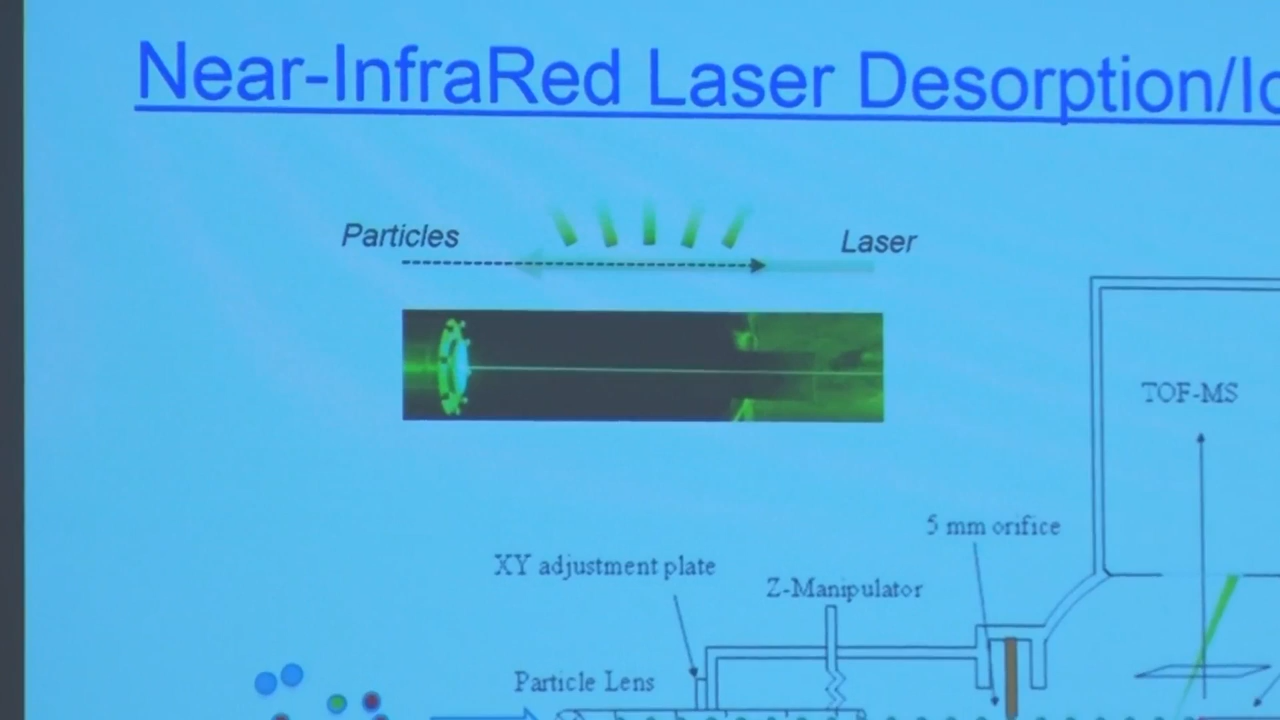 Near-InfraRed Laser Desorption/Io
Particles
Laser
TOF-MS
5 mm orifice
XY adjustment plate
Z-Manipulator
Particle Lens